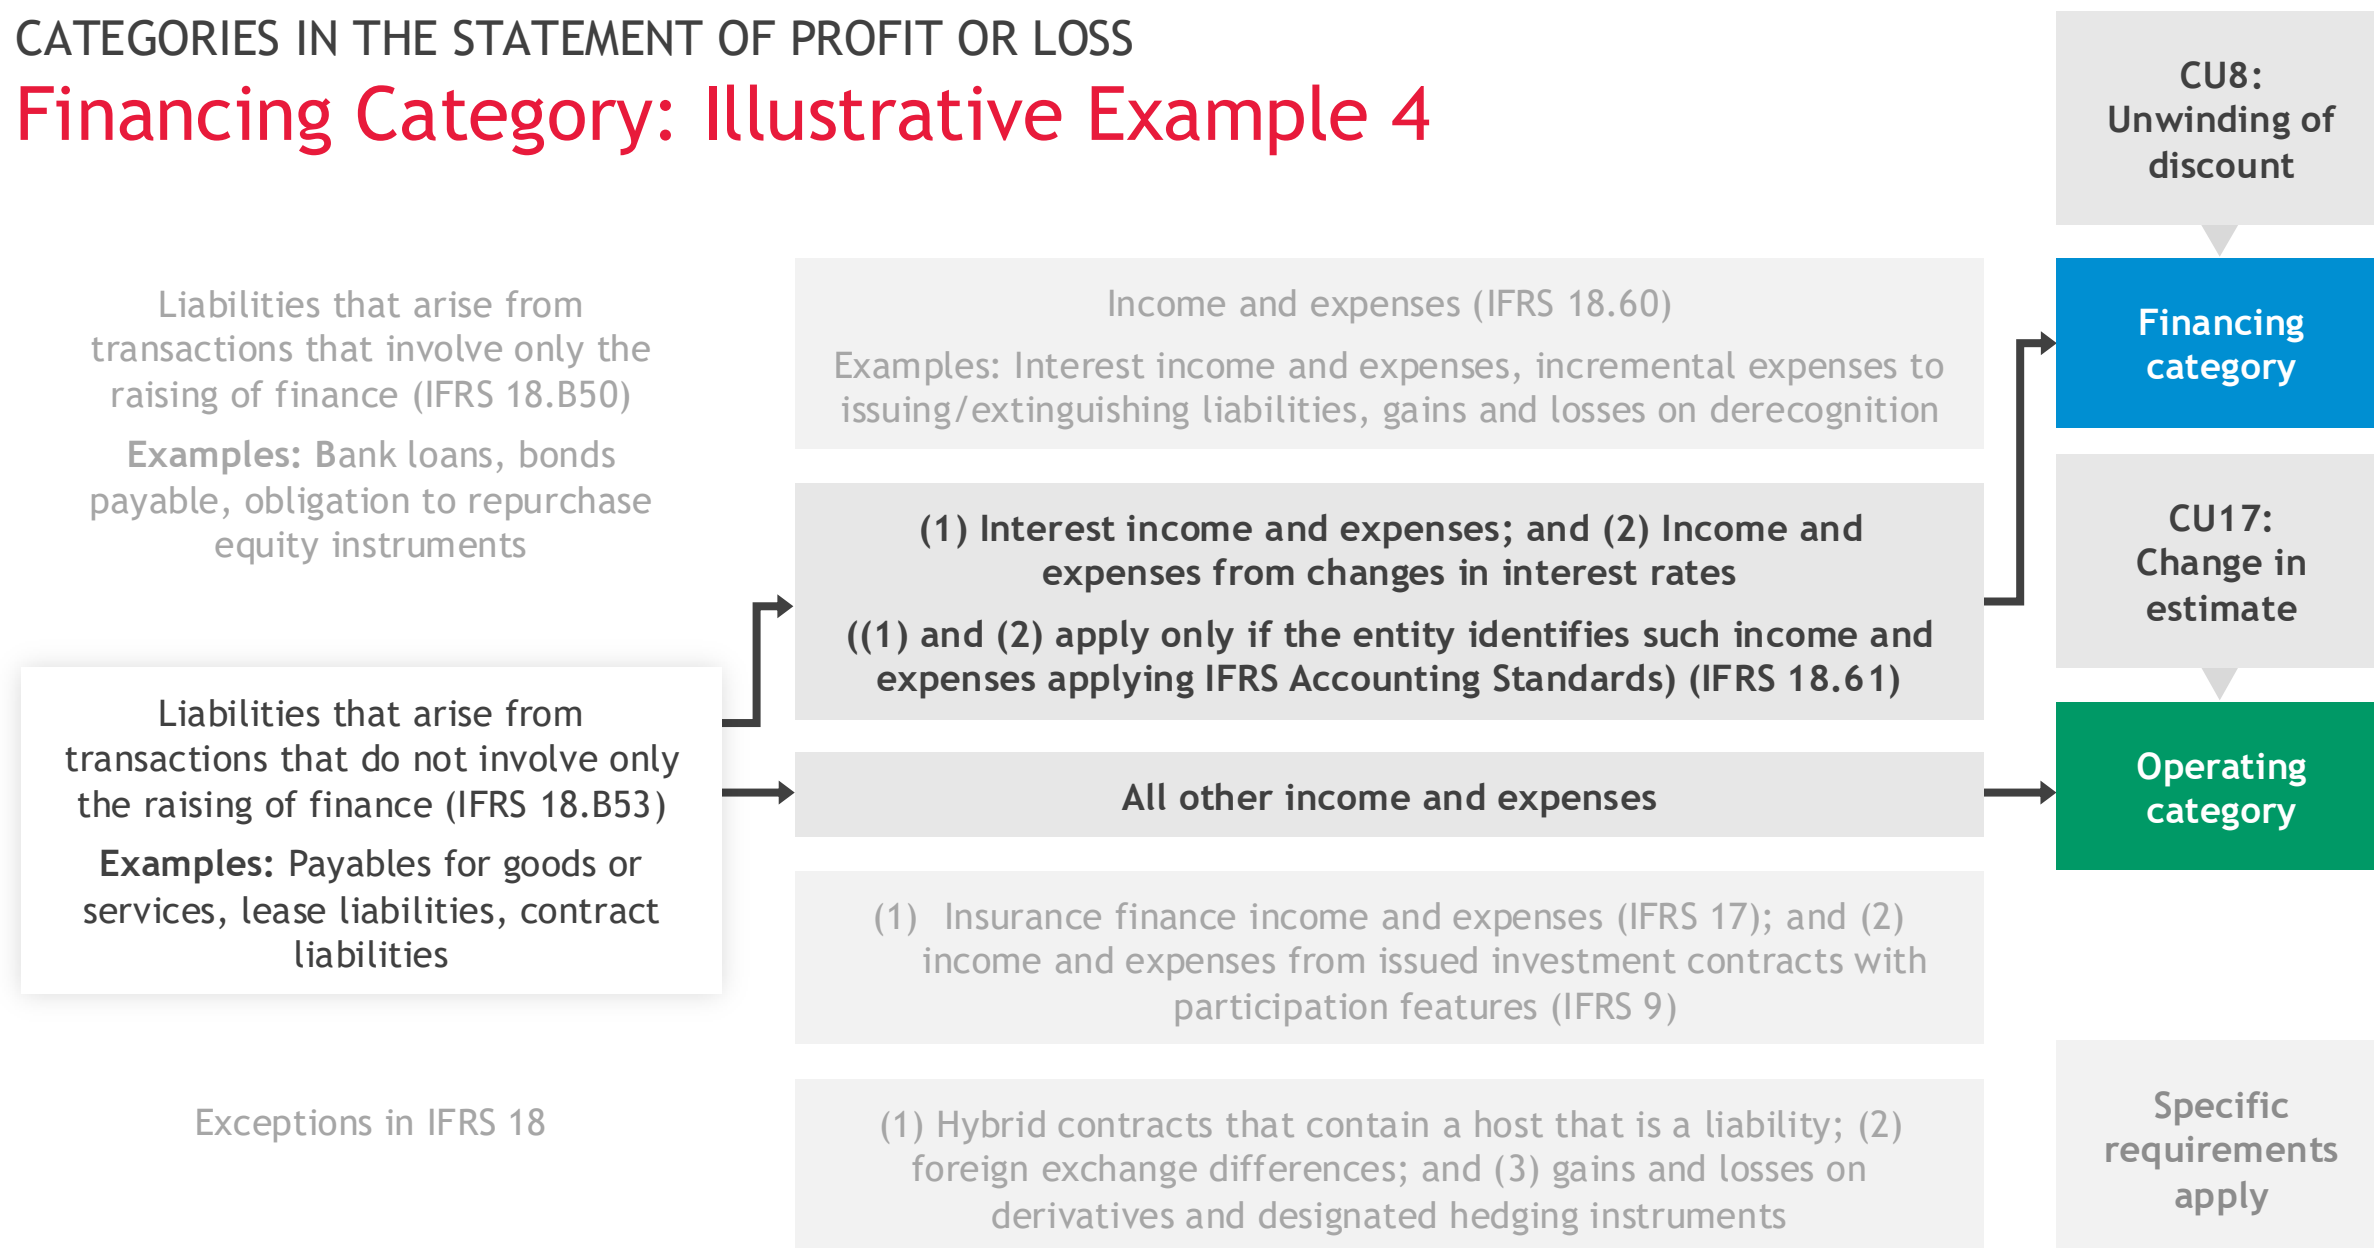 CATEGORIES IN THE STATEMENT OF PROFIT OR LOSS
Financing Category: Illustrative Example 4
CU8:
Unwinding of
discount
Liabilities that arise from
transactions that involve only the
raising of finance (IFRS 18.B50)
Examples: Bank loans, bonds
payable, obligation to repurchase
equity instruments
Income and expenses (IFRS 18.60)
Examples: Interest income and expenses, incremental expenses to
issuing/extinguishing liabilities, gains and losses on derecognition
Financing
category
(1) Interest income and expenses; and (2) Income and
expenses from changes in interest rates
((1) and (2) apply only if the entity identifies such income and
expenses applying IFRS Accounting Standards) (IFRS 18.61)
CU17:
Change in
estimate
Liabilities that arise from
transactions that do not involve only
the raising of finance (IFRS 18.B53)
Examples: Payables for goods or
services, lease liabilities, contract
liabilities
All other income and expenses
Operating
category
(1) Insurance finance income and expenses (IFRS 17); and (2)
income and expenses from issued investment contracts with
participation features (IFRS 9)
Exceptions in IFRS 18
(1) Hybrid contracts that contain a host that is a liability; (2)
foreign exchange differences; and (3) gains and losses on
derivatives and designated hedging instruments
Specific
requirements
apply